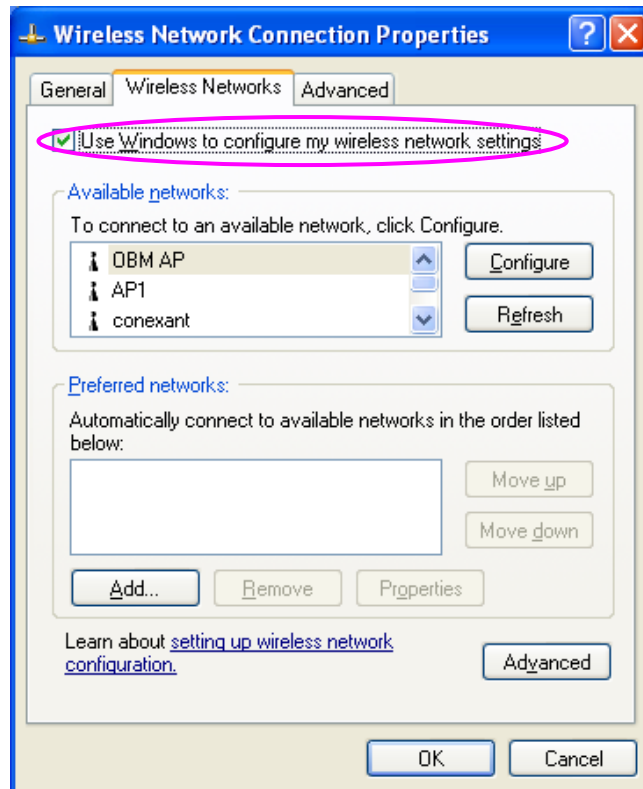 Wireless Network Connection Properties
General Wireless Networks Advanced
Use Windows to configure my wireless network settings
Available networks:
To connect to an available network, click Configure.
OBM AP
AP1
conexant
Configure
Refresh
Preferred networks:
Automatically connect to available networks in the order listed
below:
Move up
Move down
Add... Remove Properties
Learn about setting up wireless network
configuration.
Advanced
OK Cancel